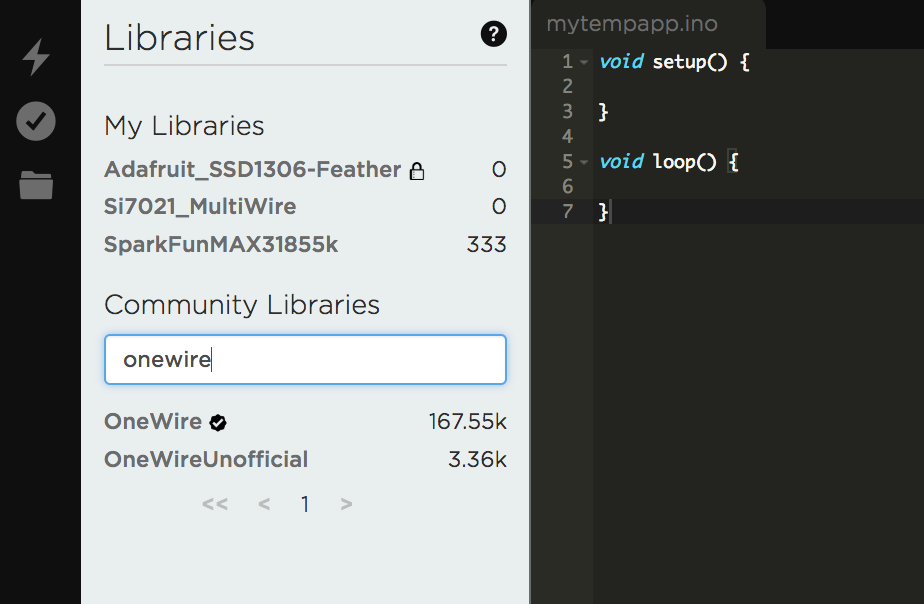 Libraries
?
My Libraries
Adafruit_SSD1306-Feather 0
Si7021_MultiWire 0
SparkFunMAX31855k 333
Community Libraries
onewire
OneWire 167.55k
OneWireUnofficial 3.36k
<< < 1 >
mytempapp.ino
1 void setup() {
2
3 }
4
5 void loop() {
6
7 }